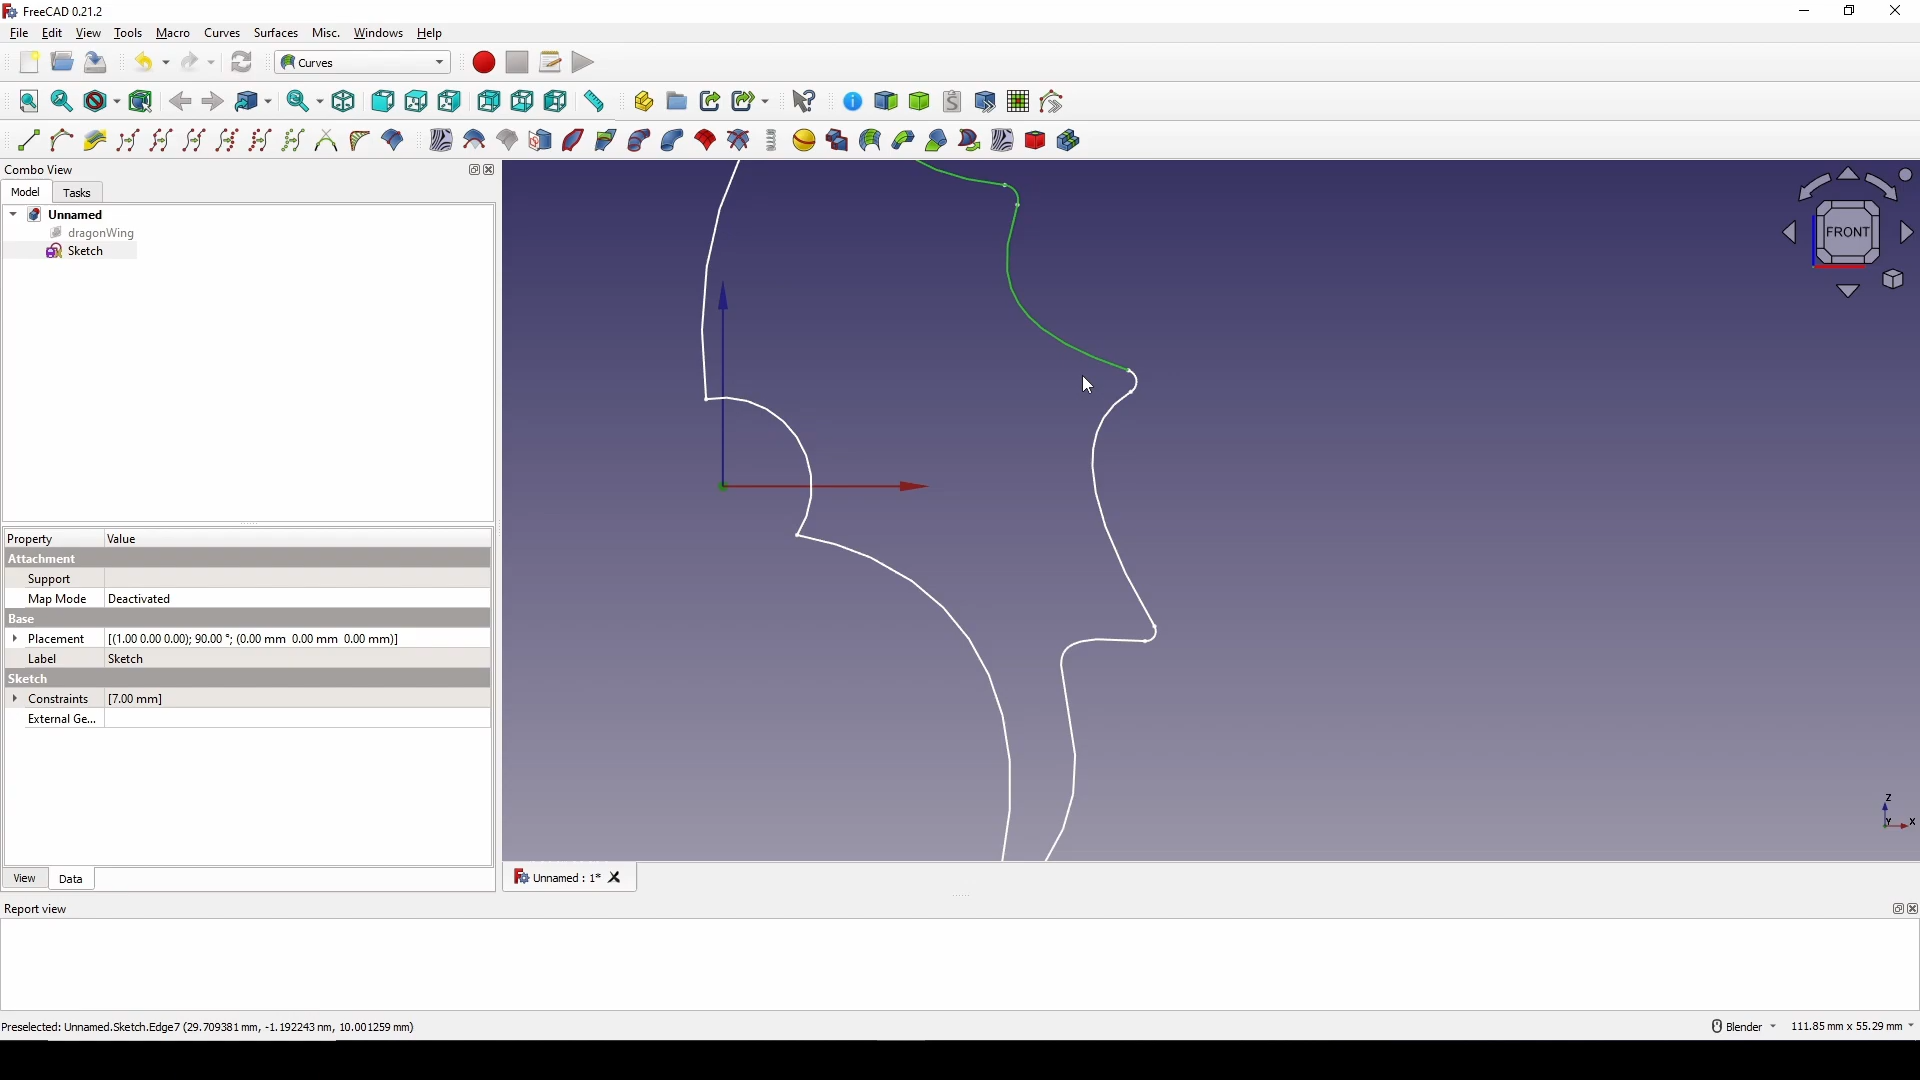 FreeCAD 0.21.2
File Edit View Tools Macro Curves Surfaces Misc. Windows Help
Curves
Combo View
Model Tasks
Unnamed
dragonWing
Sketch
FRONT
Property Value
Attachment
Support
Map Mode Deactivated
Base
Placement [(1.00 0.00 0.00); 90.00 °; (0.00 mm 0.00 mm 0.00 mm)]
Label Sketch
Sketch
Constraints [7.00 mm]
External Ge...
Z
Y X
View Data
Unnamed : 1*
Report view
Preselected: Unnamed.Sketch.Edge7 (29.709381 mm, -1.192243 nm, 10.001259 mm)
Blender 111.85 mm x 55.29 mm